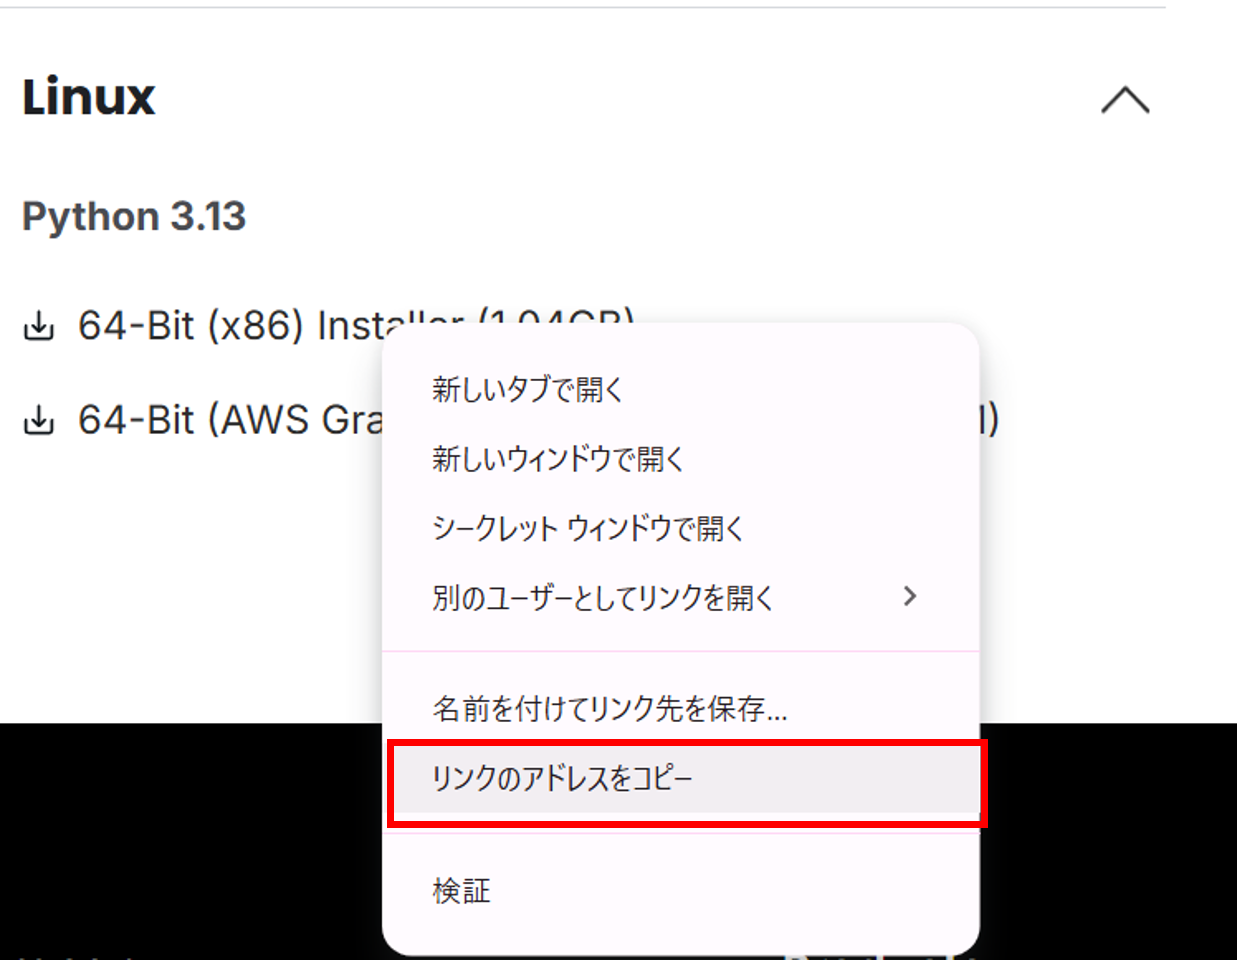 Linux
Python 3.13
64-Bit (x86) Installer (1.04GB)
64-Bit (AWS Gra
新しいタブで開く
新しいウィンドウで開く
シークレット ウィンドウで開く
別のユーザーとしてリンクを開く
名前を付けてリンク先を保存...
リンクのアドレスをコピー
検証